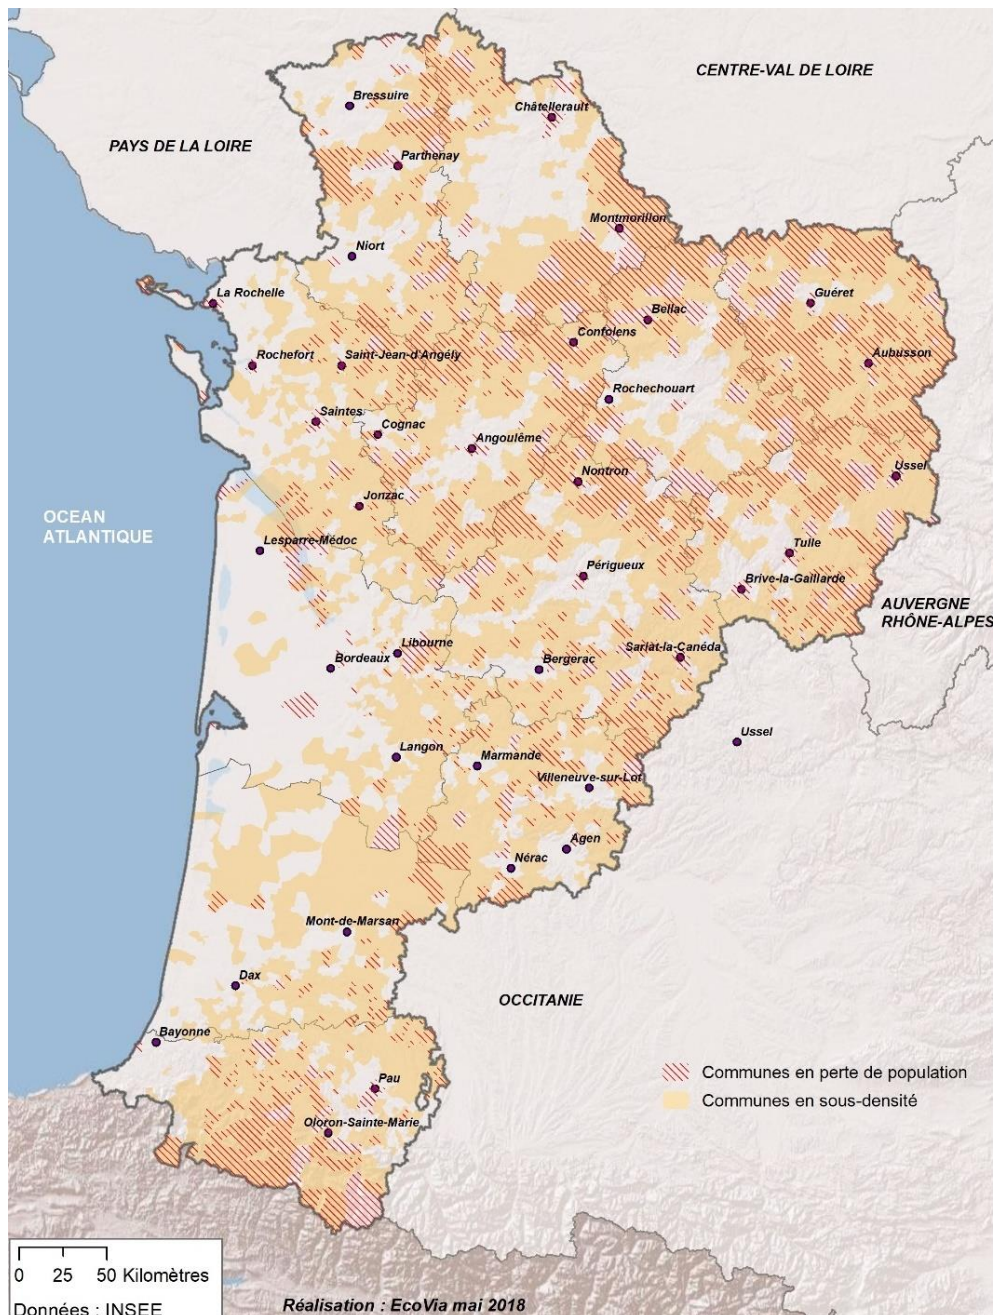 CENTRE-VAL DE LOIRE
Bressuire
Châtellerault
PAYS DE LA LOIRE
Parthenay
Montmorillon
Niort
La Rochelle
Guéret
Bellac
Confolens
Rochefort
Saint-Jean-d'Angély
Aubusson
Rochechouart
Saintes
Cognac
Angoulême
Ussel
Nontron
Jonzac
OCEAN
ATLANTIQUE
Lesparre-Médoc
Tulle
Périgueux
Brive-la-Gaillarde
AUVERGNE
RHÔNE-ALPES
Libourne
Sarlat-la-Canéda
Bordeaux
Bergerac
Ussel
Langon
Marmande
Villeneuve-sur-Lot
Agen
Nérac
Mont-de-Marsan
Dax
OCCITANIE
Bayonne
Communes en perte de population
Pau
Communes en sous-densité
Oloron-Sainte-Marie
0 25 50 Kilomètres
Données : INSEE
Réalisation : EcoVia mai 2018